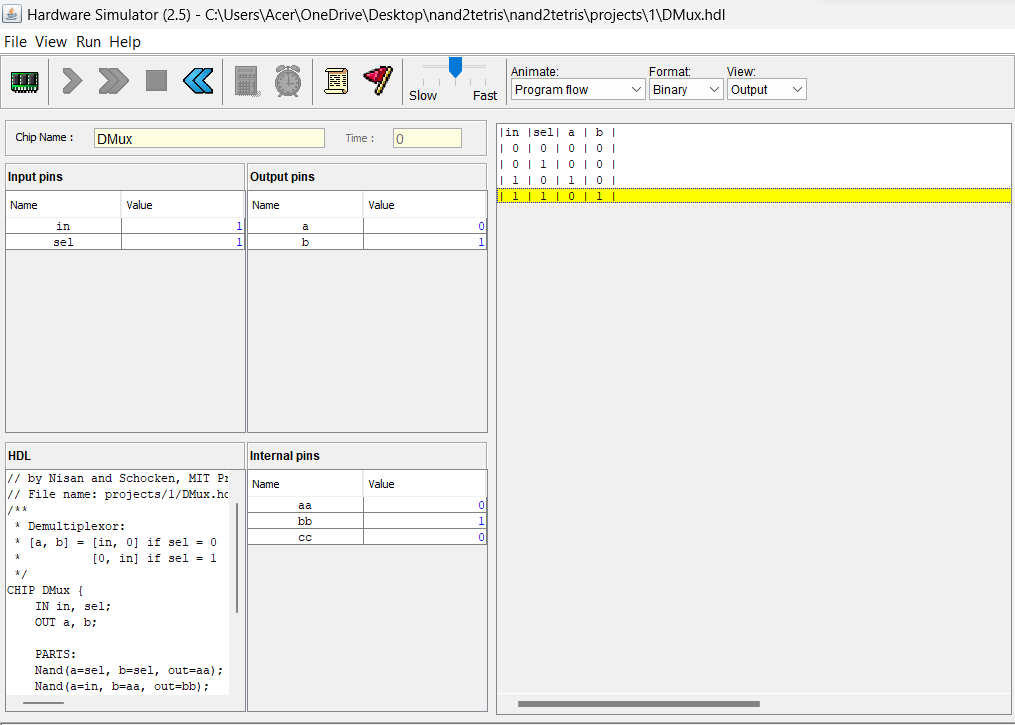 Hardware Simulator (2.5) - C:\Users\Acer\OneDrive\Desktop\nand2tetris\nand2tetris\projects\1\DMux.hdl
File View Run Help
Slow Fast
Animate: Format: View:
Program flow Binary Output
Chip Name : DMux Time : 0
Input pins
Name Value
in 1
sel 1
Output pins
Name Value
a 0
b 1
HDL
// by Nisan and Schocken, MIT Pr
// File name: projects/1/DMux.hd
/**
* Demultiplexor:
* [a, b] = [in, 0] if sel = 0
* [0, in] if sel = 1
*/
CHIP DMux {
IN in, sel;
OUT a, b;
PARTS:
Nand(a=sel, b=sel, out=aa);
Nand(a=in, b=aa, out=bb);
Internal pins
Name Value
aa 0
bb 1
cc 0
|in |sel| a | b |
| 0 | 0 | 0 | 0 |
| 0 | 1 | 0 | 0 |
| 1 | 0 | 1 | 0 |
| 1 | 1 | 0 | 1 |